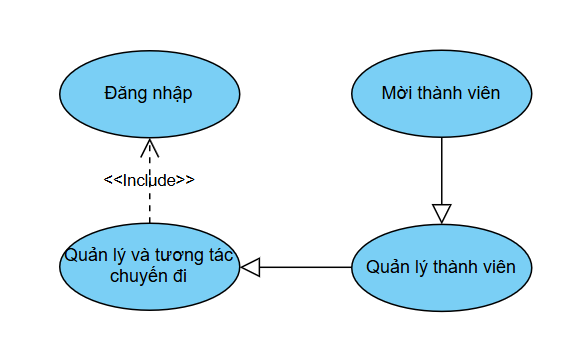 Đăng nhập
Mời thành viên
<<Include>>
Quản lý và tương tác
chuyến đi
Quản lý thành viên